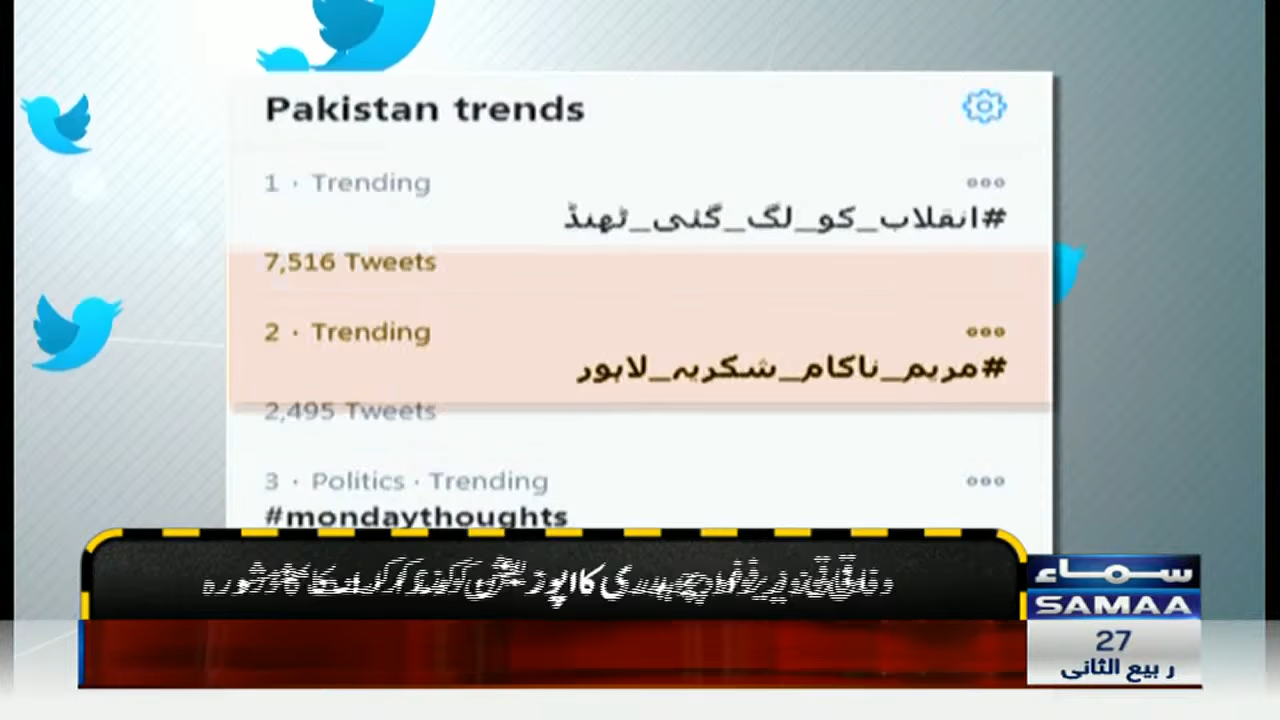 Pakistan trends
1 · Trending
#انقلاب_کو_لگ_گئی_ٹھنڈ
7,516 Tweets
2 · Trending
#مریم_ناکام_شکریہ_لاہور
2,495 Tweets
3 · Politics · Trending
#mondaythoughts
سماء
SAMAA
27
ربیع الثانی